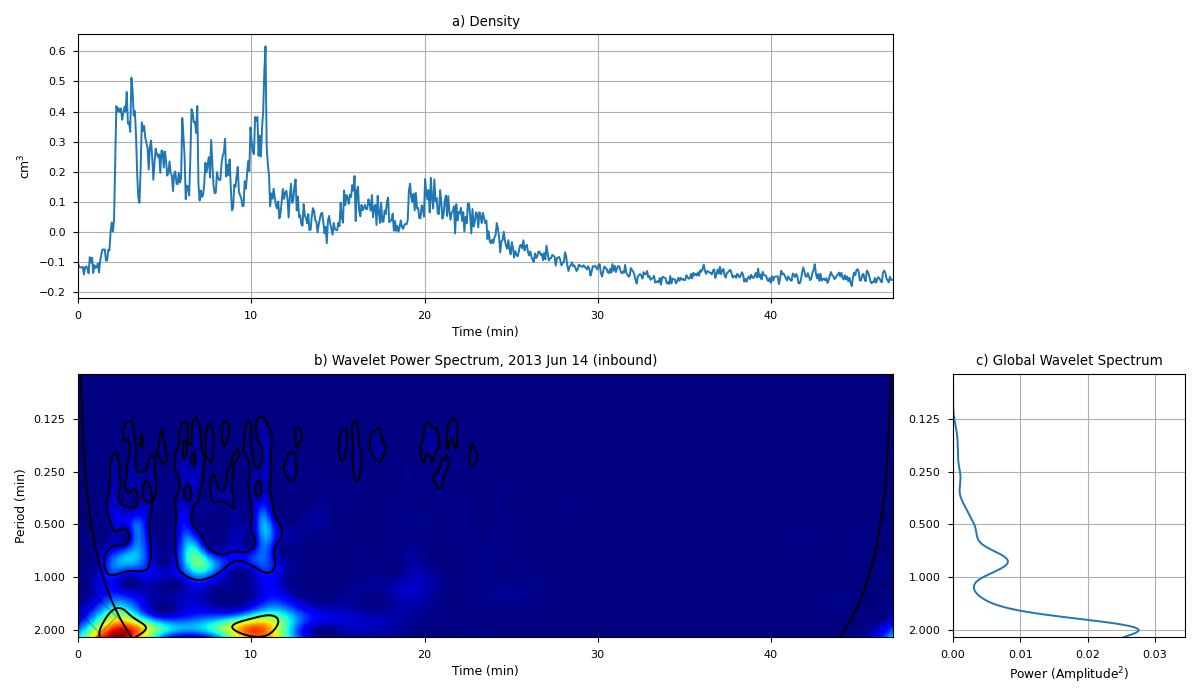 a) Density
0.6
0.5
0.4
0.3
0.2
0.1
0.0
−0.1
−0.2
cm³
0 10 20 30 40
Time (min)
b) Wavelet Power Spectrum, 2013 Jun 14 (inbound)
0.125
0.250
0.500
1.000
2.000
Period (min)
0 10 20 30 40
Time (min)
c) Global Wavelet Spectrum
0.125
0.250
0.500
1.000
2.000
0.00 0.01 0.02 0.03
Power (Amplitude²)